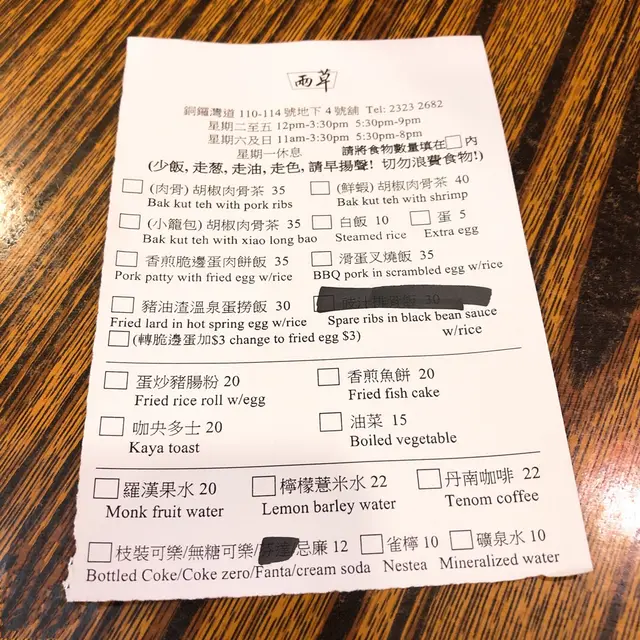 雨草
銅鑼灣道 110-114 號地下 4 號舖 Tel: 2323 2682
星期二至五 12pm-3:30pm 5:30pm-9pm
星期六及日 11am-3:30pm 5:30pm-8pm
星期一休息 請將食物數量填在 內
(少飯, 走葱, 走油, 走色, 請早揚聲! 切勿浪費食物!)
(肉骨) 胡椒肉骨茶 35 (鮮蝦) 胡椒肉骨茶 40
Bak kut teh with pork ribs Bak kut teh with shrimp
(小籠包) 胡椒肉骨茶 35 白飯 10 蛋 5
Bak kut teh with xiao long bao Steamed rice Extra egg
香煎脆邊蛋肉餅飯 35 滑蛋叉燒飯 35
Pork patty with fried egg w/rice BBQ pork in scrambled egg w/rice
豬油渣溫泉蛋撈飯 30 30
Fried lard in hot spring egg w/rice Spare ribs in black bean sauce
w/rice
(轉脆邊蛋加$3 change to fried egg $3)
蛋炒豬腸粉 20 香煎魚餅 20
Fried rice roll w/egg Fried fish cake
咖央多士 20 油菜 15
Kaya toast Boiled vegetable
羅漢果水 20 檸檬薏米水 22 丹南咖啡 22
Monk fruit water Lemon barley water Tenom coffee
枝裝可樂/無糖可樂/ /忌廉 12 雀檸 10 礦泉水 10
Bottled Coke/Coke zero/Fanta/cream soda Nestea Mineralized water